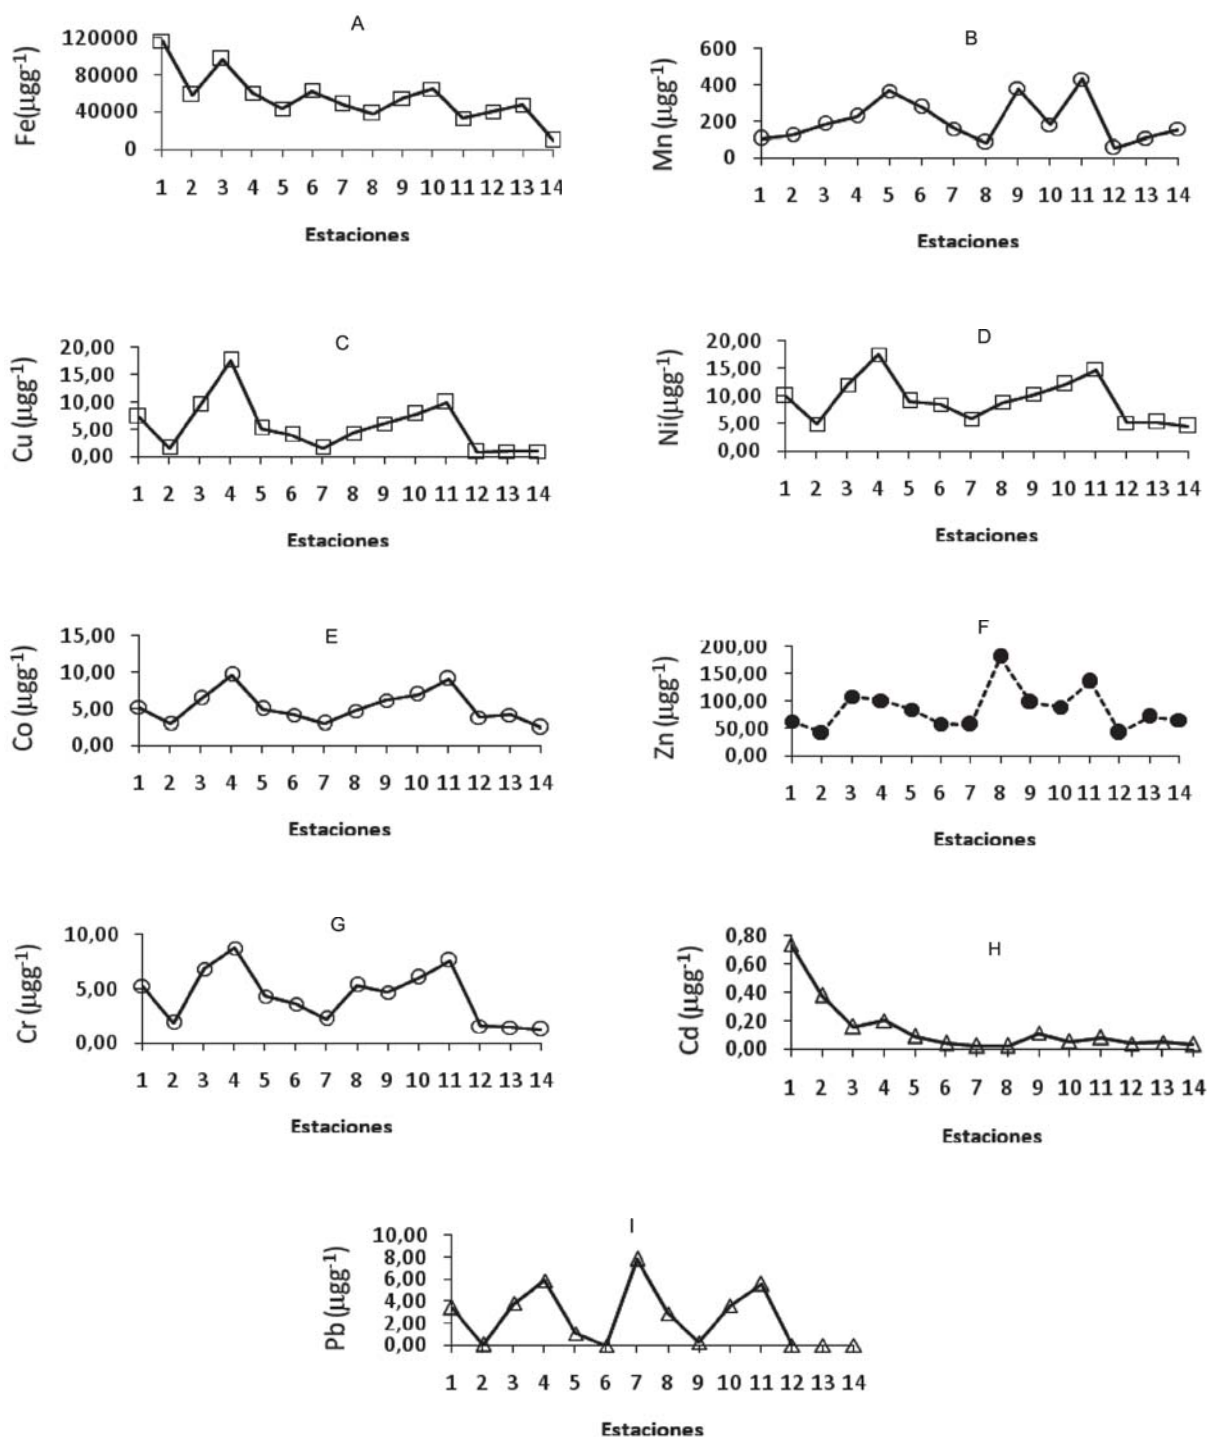 A
Fe(µgg-1)
120000
80000
40000
0
1 2 3 4 5 6 7 8 9 10 11 12 13 14
Estaciones
B
Mn (µgg-1)
600
400
200
0
1 2 3 4 5 6 7 8 9 10 11 12 13 14
Estaciones
C
Cu (µgg-1)
20,00
15,00
10,00
5,00
0,00
1 2 3 4 5 6 7 8 9 10 11 12 13 14
Estaciones
D
Ni(µgg-1)
20,00
15,00
10,00
5,00
0,00
1 2 3 4 5 6 7 8 9 10 11 12 13 14
Estaciones
E
Co (µgg-1)
15,00
10,00
5,00
0,00
1 2 3 4 5 6 7 8 9 10 11 12 13 14
Estaciones
F
Zn (µgg-1)
200,00
150,00
100,00
50,00
0,00
1 2 3 4 5 6 7 8 9 10 11 12 13 14
Estaciones
G
Cr (µgg-1)
10,00
5,00
0,00
1 2 3 4 5 6 7 8 9 10 11 12 13 14
Estaciones
H
Cd (µgg-1)
0,80
0,60
0,40
0,20
0,00
1 2 3 4 5 6 7 8 9 10 11 12 13 14
Estaciones
I
Pb (µgg-1)
10,00
8,00
6,00
4,00
2,00
0,00
1 2 3 4 5 6 7 8 9 10 11 12 13 14
Estaciones